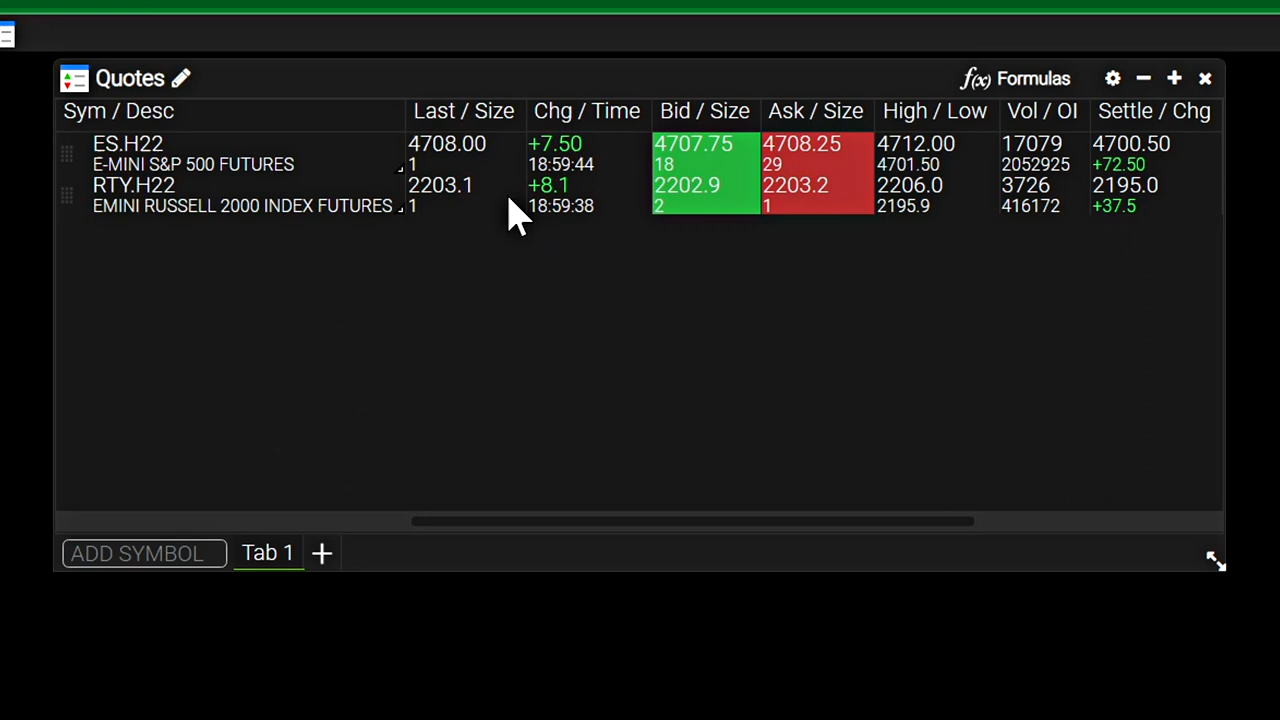 Quotes f(x) Formulas
Sym / Desc Last / Size Chg / Time Bid / Size Ask / Size High / Low Vol / OI Settle / Chg
ES.H22 4708.00 +7.50 4707.75 4708.25 4712.00 17079 4700.50
E-MINI S&P 500 FUTURES 1 18:59:44 18 29 4701.50 2052925 +72.50
RTY.H22 2203.1 +8.1 2202.9 2203.2 2206.0 3726 2195.0
EMINI RUSSELL 2000 INDEX FUTURES 1 18:59:38 2 1 2195.9 416172 +37.5
ADD SYMBOL Tab 1 +